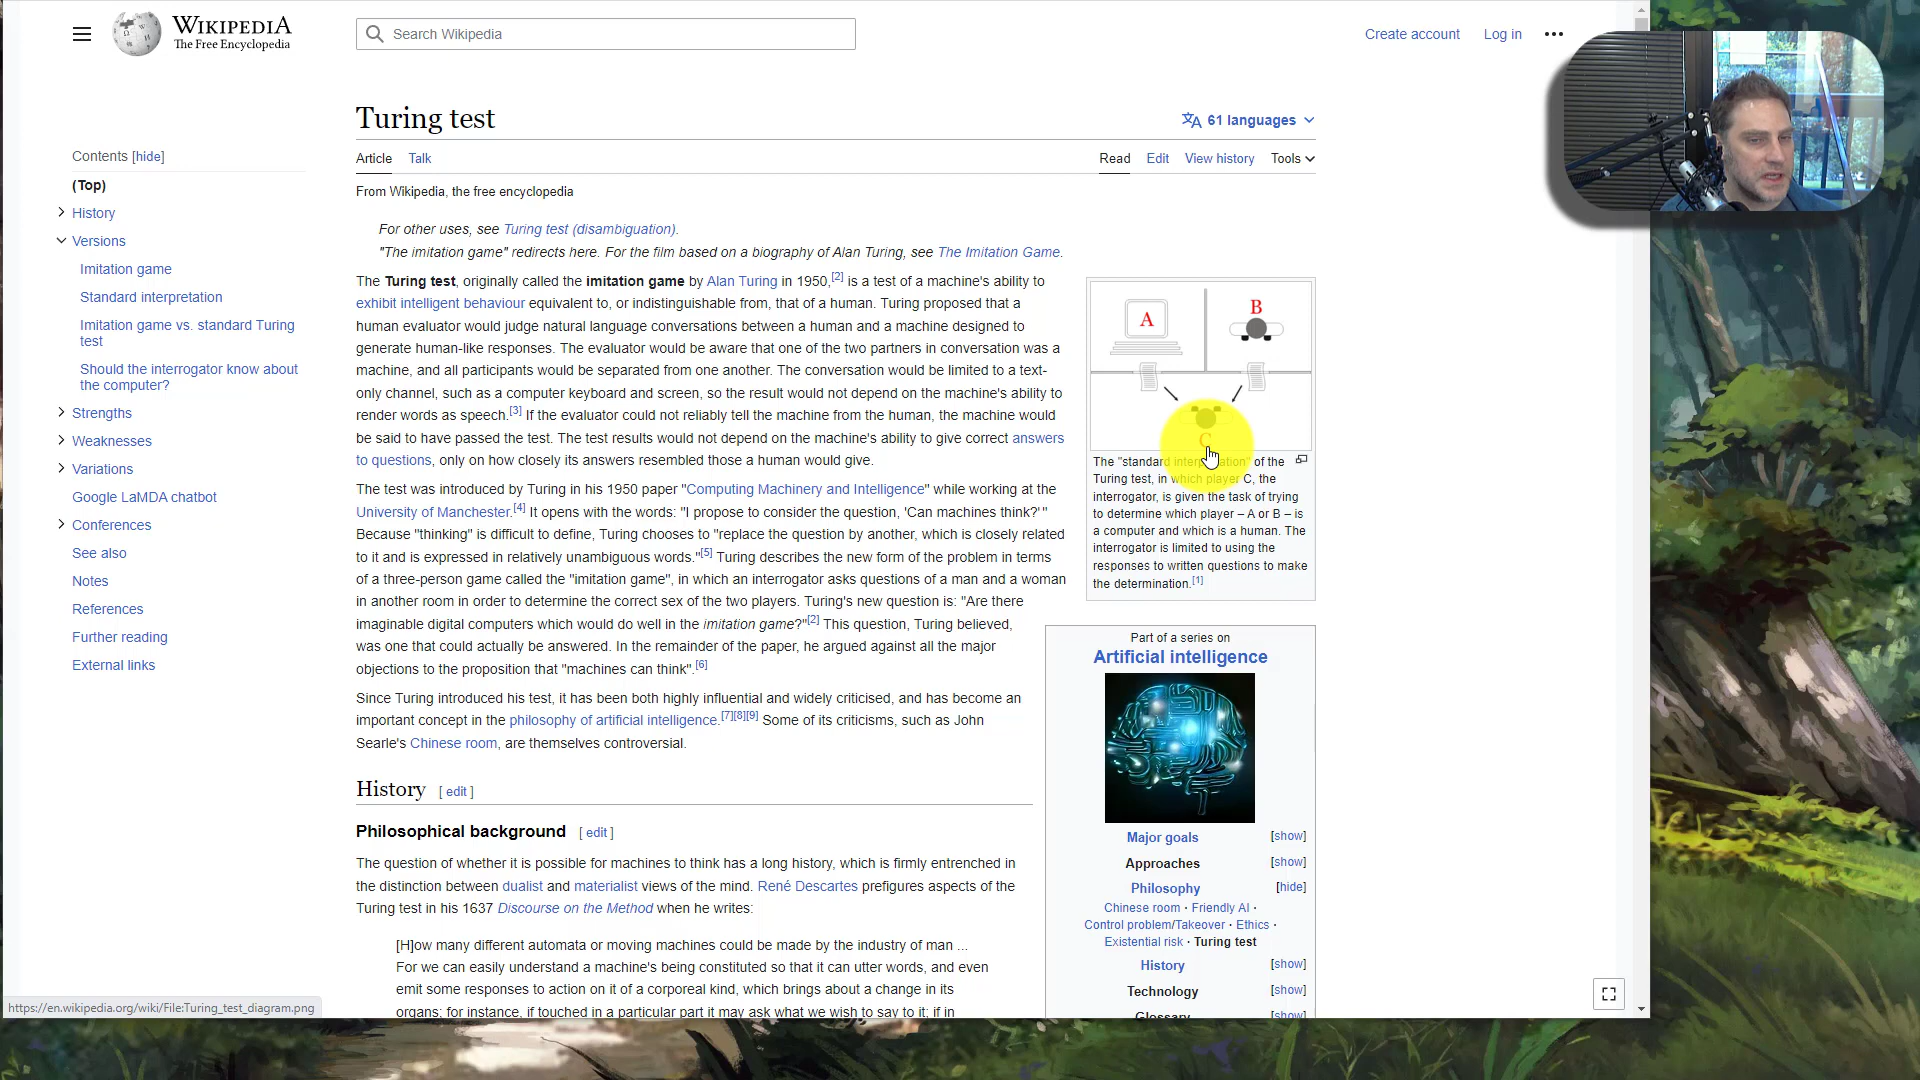 WIKIPEDIA
The Free Encyclopedia
Search Wikipedia
Create account
Log in
Turing test
61 languages
Article
Talk
Read
Edit
View history
Tools
From Wikipedia, the free encyclopedia
Contents [hide]
(Top)
History
Versions
Imitation game
Standard interpretation
Imitation game vs. standard Turing
test
Should the interrogator know about
the computer?
Strengths
Weaknesses
Variations
Google LaMDA chatbot
Conferences
See also
Notes
References
Further reading
External links
For other uses, see Turing test (disambiguation).
"The imitation game" redirects here. For the film based on a biography of Alan Turing, see The Imitation Game.
The Turing test, originally called the imitation game by Alan Turing in 1950,[2] is a test of a machine's ability to
exhibit intelligent behaviour equivalent to, or indistinguishable from, that of a human. Turing proposed that a
human evaluator would judge natural language conversations between a human and a machine designed to
generate human-like responses. The evaluator would be aware that one of the two partners in conversation was a
machine, and all participants would be separated from one another. The conversation would be limited to a text-
only channel, such as a computer keyboard and screen, so the result would not depend on the machine's ability to
render words as speech.[3] If the evaluator could not reliably tell the machine from the human, the machine would
be said to have passed the test. The test results would not depend on the machine's ability to give correct answers
to questions, only on how closely its answers resembled those a human would give.
The test was introduced by Turing in his 1950 paper "Computing Machinery and Intelligence" while working at the
University of Manchester.[4] It opens with the words: "I propose to consider the question, 'Can machines think?'"
Because "thinking" is difficult to define, Turing chooses to "replace the question by another, which is closely related
to it and is expressed in relatively unambiguous words."[5] Turing describes the new form of the problem in terms
of a three-person game called the "imitation game", in which an interrogator asks questions of a man and a woman
in another room in order to determine the correct sex of the two players. Turing's new question is: "Are there
imaginable digital computers which would do well in the imitation game?"[2] This question, Turing believed,
was one that could actually be answered. In the remainder of the paper, he argued against all the major
objections to the proposition that "machines can think".[6]
Since Turing introduced his test, it has been both highly influential and widely criticised, and has become an
important concept in the philosophy of artificial intelligence.[7][8][9] Some of its criticisms, such as John
Searle's Chinese room, are themselves controversial.
History [ edit ]
Philosophical background [ edit ]
The question of whether it is possible for machines to think has a long history, which is firmly entrenched in
the distinction between dualist and materialist views of the mind. René Descartes prefigures aspects of the
Turing test in his 1637 Discourse on the Method when he writes:
[H]ow many different automata or moving machines could be made by the industry of man ...
For we can easily understand a machine's being constituted so that it can utter words, and even
emit some responses to action on it of a corporeal kind, which brings about a change in its
organs; for instance, if touched in a particular part it may ask what we wish to say to it; if in
A
B
C
The "standard interpretation" of the
Turing test, in which player C, the
interrogator, is given the task of trying
to determine which player – A or B – is
a computer and which is a human. The
interrogator is limited to using the
responses to written questions to make
the determination.[1]
Part of a series on
Artificial intelligence
Major goals [show]
Approaches [show]
Philosophy [hide]
Chinese room · Friendly AI ·
Control problem/Takeover · Ethics ·
Existential risk · Turing test
History [show]
Technology [show]
Glossary [show]
https://en.wikipedia.org/wiki/File:Turing_test_diagram.png